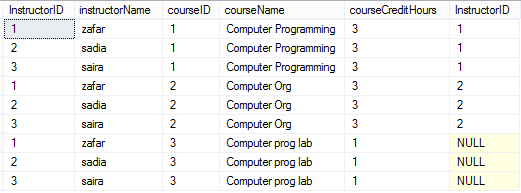 InstructorID instructorName courseID courseName courseCreditHours InstructorID
1 zafar 1 Computer Programming 3 1
2 sadia 1 Computer Programming 3 1
3 saira 1 Computer Programming 3 1
1 zafar 2 Computer Org 3 2
2 sadia 2 Computer Org 3 2
3 saira 2 Computer Org 3 2
1 zafar 3 Computer prog lab 1 NULL
2 sadia 3 Computer prog lab 1 NULL
3 saira 3 Computer prog lab 1 NULL